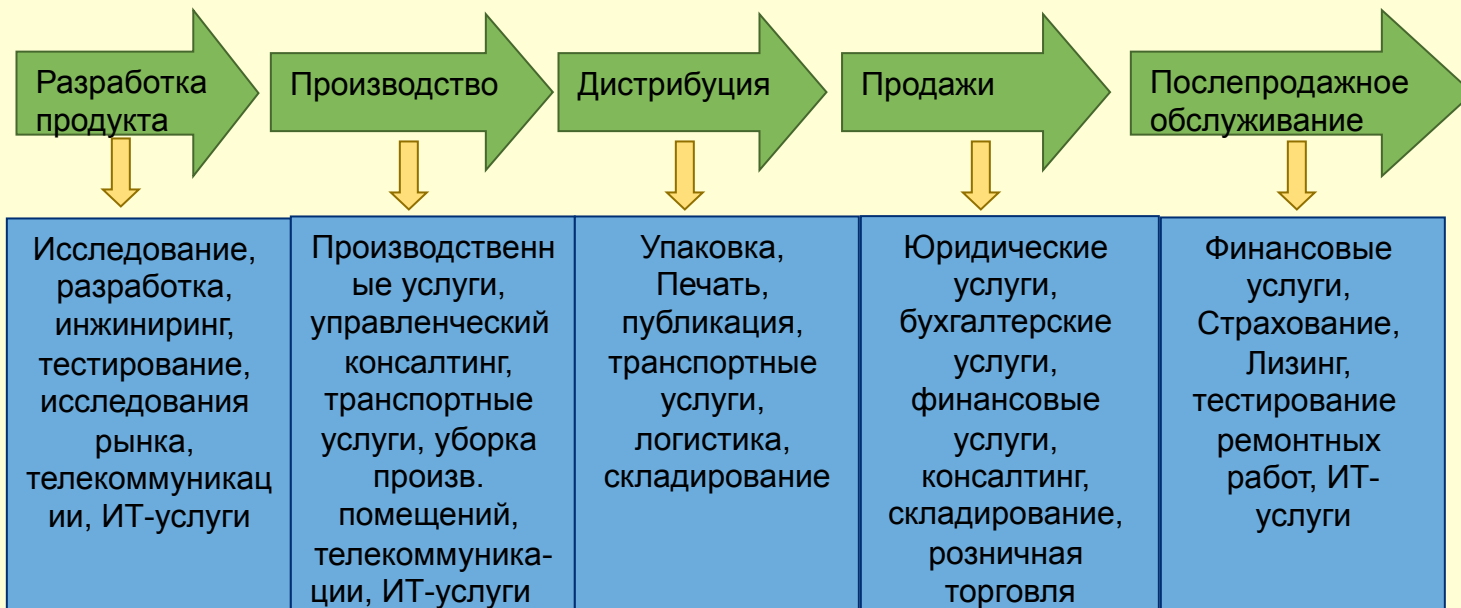 Разработка
продукта
Производство
Дистрибуция
Продажи
Послепродажное
обслуживание
Исследование,
разработка,
инжиниринг,
тестирование,
исследования
рынка,
телекоммуникац
ии, ИТ-услуги
Производственн
ые услуги,
управленческий
консалтинг,
транспортные
услуги, уборка
произв.
помещений,
телекоммуника-
ции, ИТ-услуги
Упаковка,
Печать,
публикация,
транспортные
услуги,
логистика,
складирование
Юридические
услуги,
бухгалтерские
услуги,
финансовые
услуги,
консалтинг,
складирование,
розничная
торговля
Финансовые
услуги,
Страхование,
Лизинг,
тестирование
ремонтных
работ, ИТ-
услуги